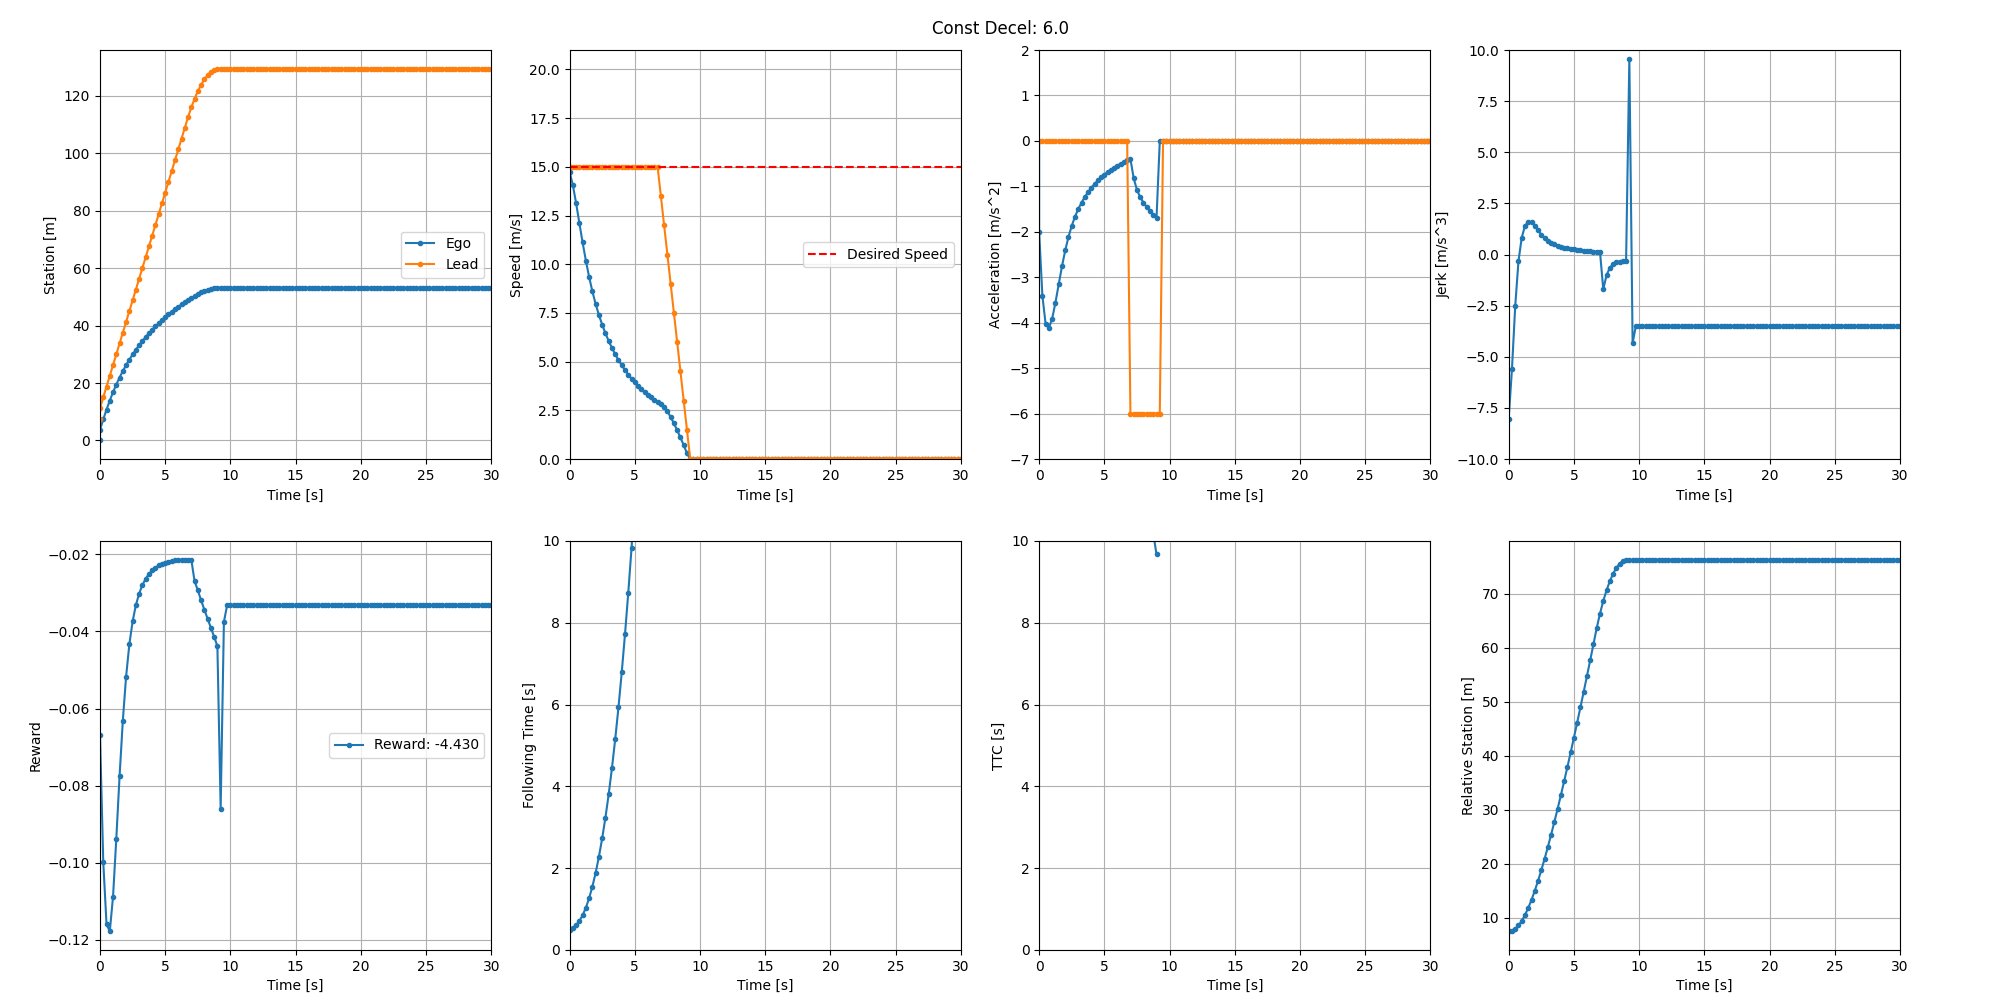 Const Decel: 6.0
Station [m]
120
100
80
60
40
20
0
Ego
Lead
0 5 10 15 20 25 30
Time [s]
Speed [m/s]
20.0
17.5
15.0
12.5
10.0
7.5
5.0
2.5
0.0
Desired Speed
0 5 10 15 20 25 30
Time [s]
Acceleration [m/s^2]
2
1
0
−1
−2
−3
−4
−5
−6
−7
0 5 10 15 20 25 30
Time [s]
Jerk [m/s^3]
10.0
7.5
5.0
2.5
0.0
−2.5
−5.0
−7.5
−10.0
0 5 10 15 20 25 30
Time [s]
Reward
−0.02
−0.04
−0.06
−0.08
−0.10
−0.12
Reward: -4.430
0 5 10 15 20 25 30
Time [s]
Following Time [s]
10
8
6
4
2
0
0 5 10 15 20 25 30
Time [s]
TTC [s]
10
8
6
4
2
0
0 5 10 15 20 25 30
Time [s]
Relative Station [m]
70
60
50
40
30
20
10
0 5 10 15 20 25 30
Time [s]